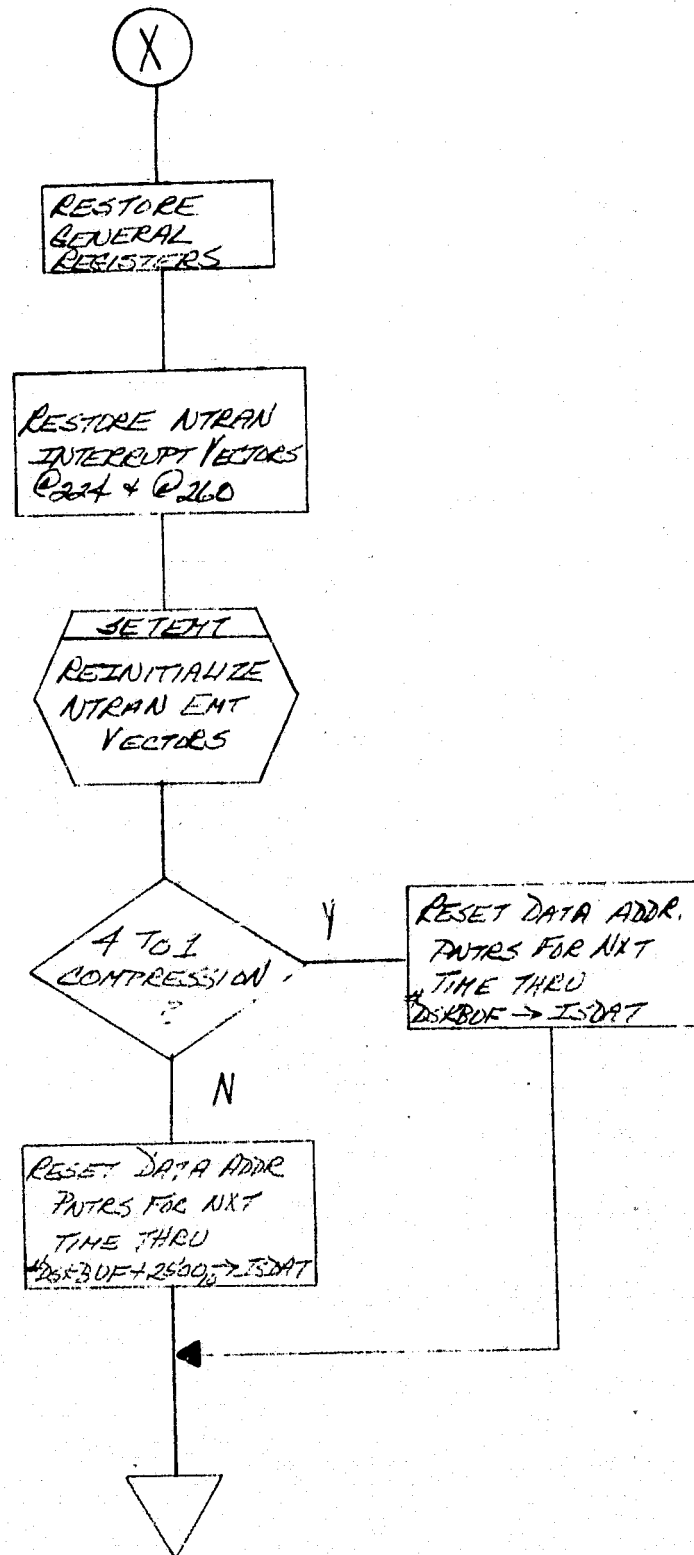 X
RESTORE
GENERAL
REGISTERS
RESTORE NTRAN
INTERRUPT VECTORS
@224 & @260
SETEMT
REINITIALIZE
NTRAN EMT
VECTORS
4 TO 1
COMPRESSION
?
Y
RESET DATA ADDR.
PNTRS FOR NXT
TIME THRU
#DSKBUF → ISDAT
N
RESET DATA ADDR
PNTRS FOR NXT
TIME THRU
#DSKBUF+2500₁₀→ISDAT